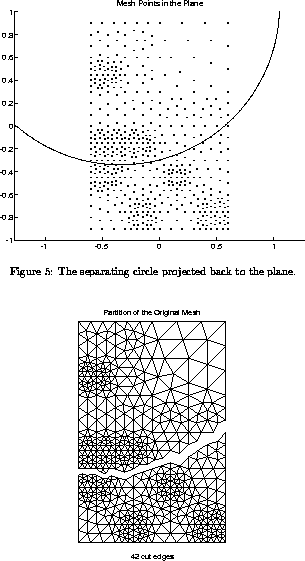 Mesh Points in the Plane
1
0.8
0.6
0.4
0.2
0
-0.2
-0.4
-0.6
-0.8
-1
-1 -0.5 0 0.5 1
Figure 5: The separating circle projected back to the plane.
Partition of the Original Mesh
42 cut edges